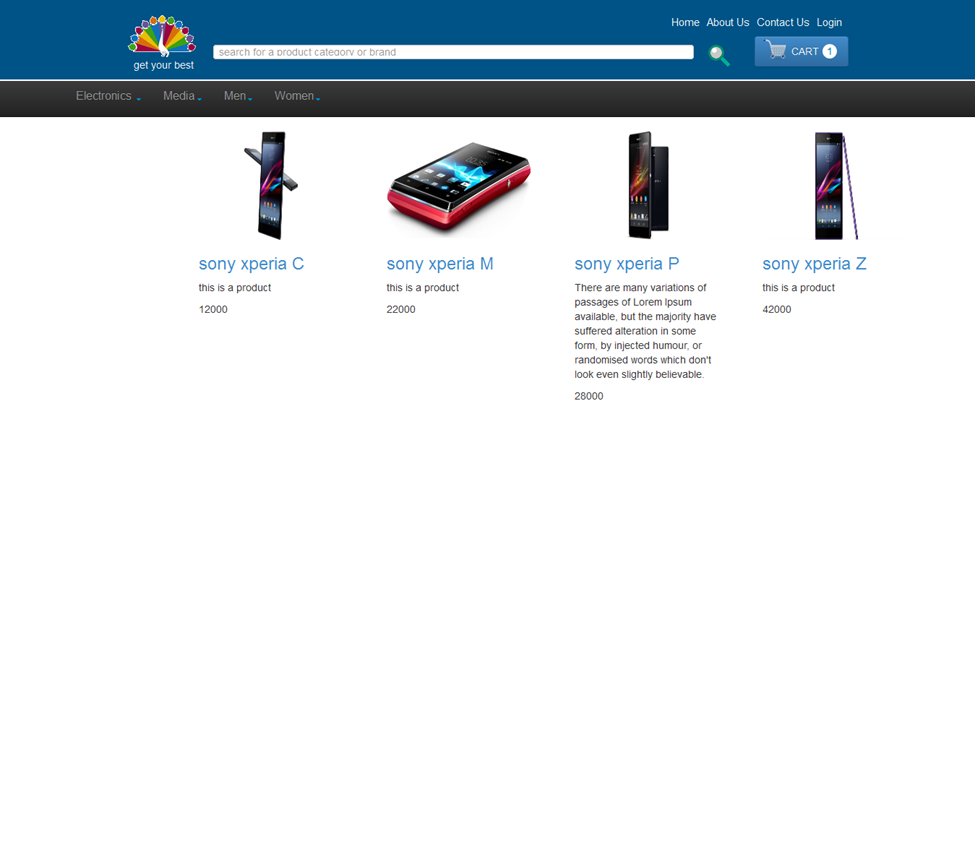 Home About Us Contact Us Login
search for a product category or brand
CART 1
get your best
Electronics Media Men Women
sony xperia C
this is a product
12000
sony xperia M
this is a product
22000
sony xperia P
There are many variations of
passages of Lorem Ipsum
available, but the majority have
suffered alteration in some
form, by injected humour, or
randomised words which don't
look even slightly believable.
28000
sony xperia Z
this is a product
42000